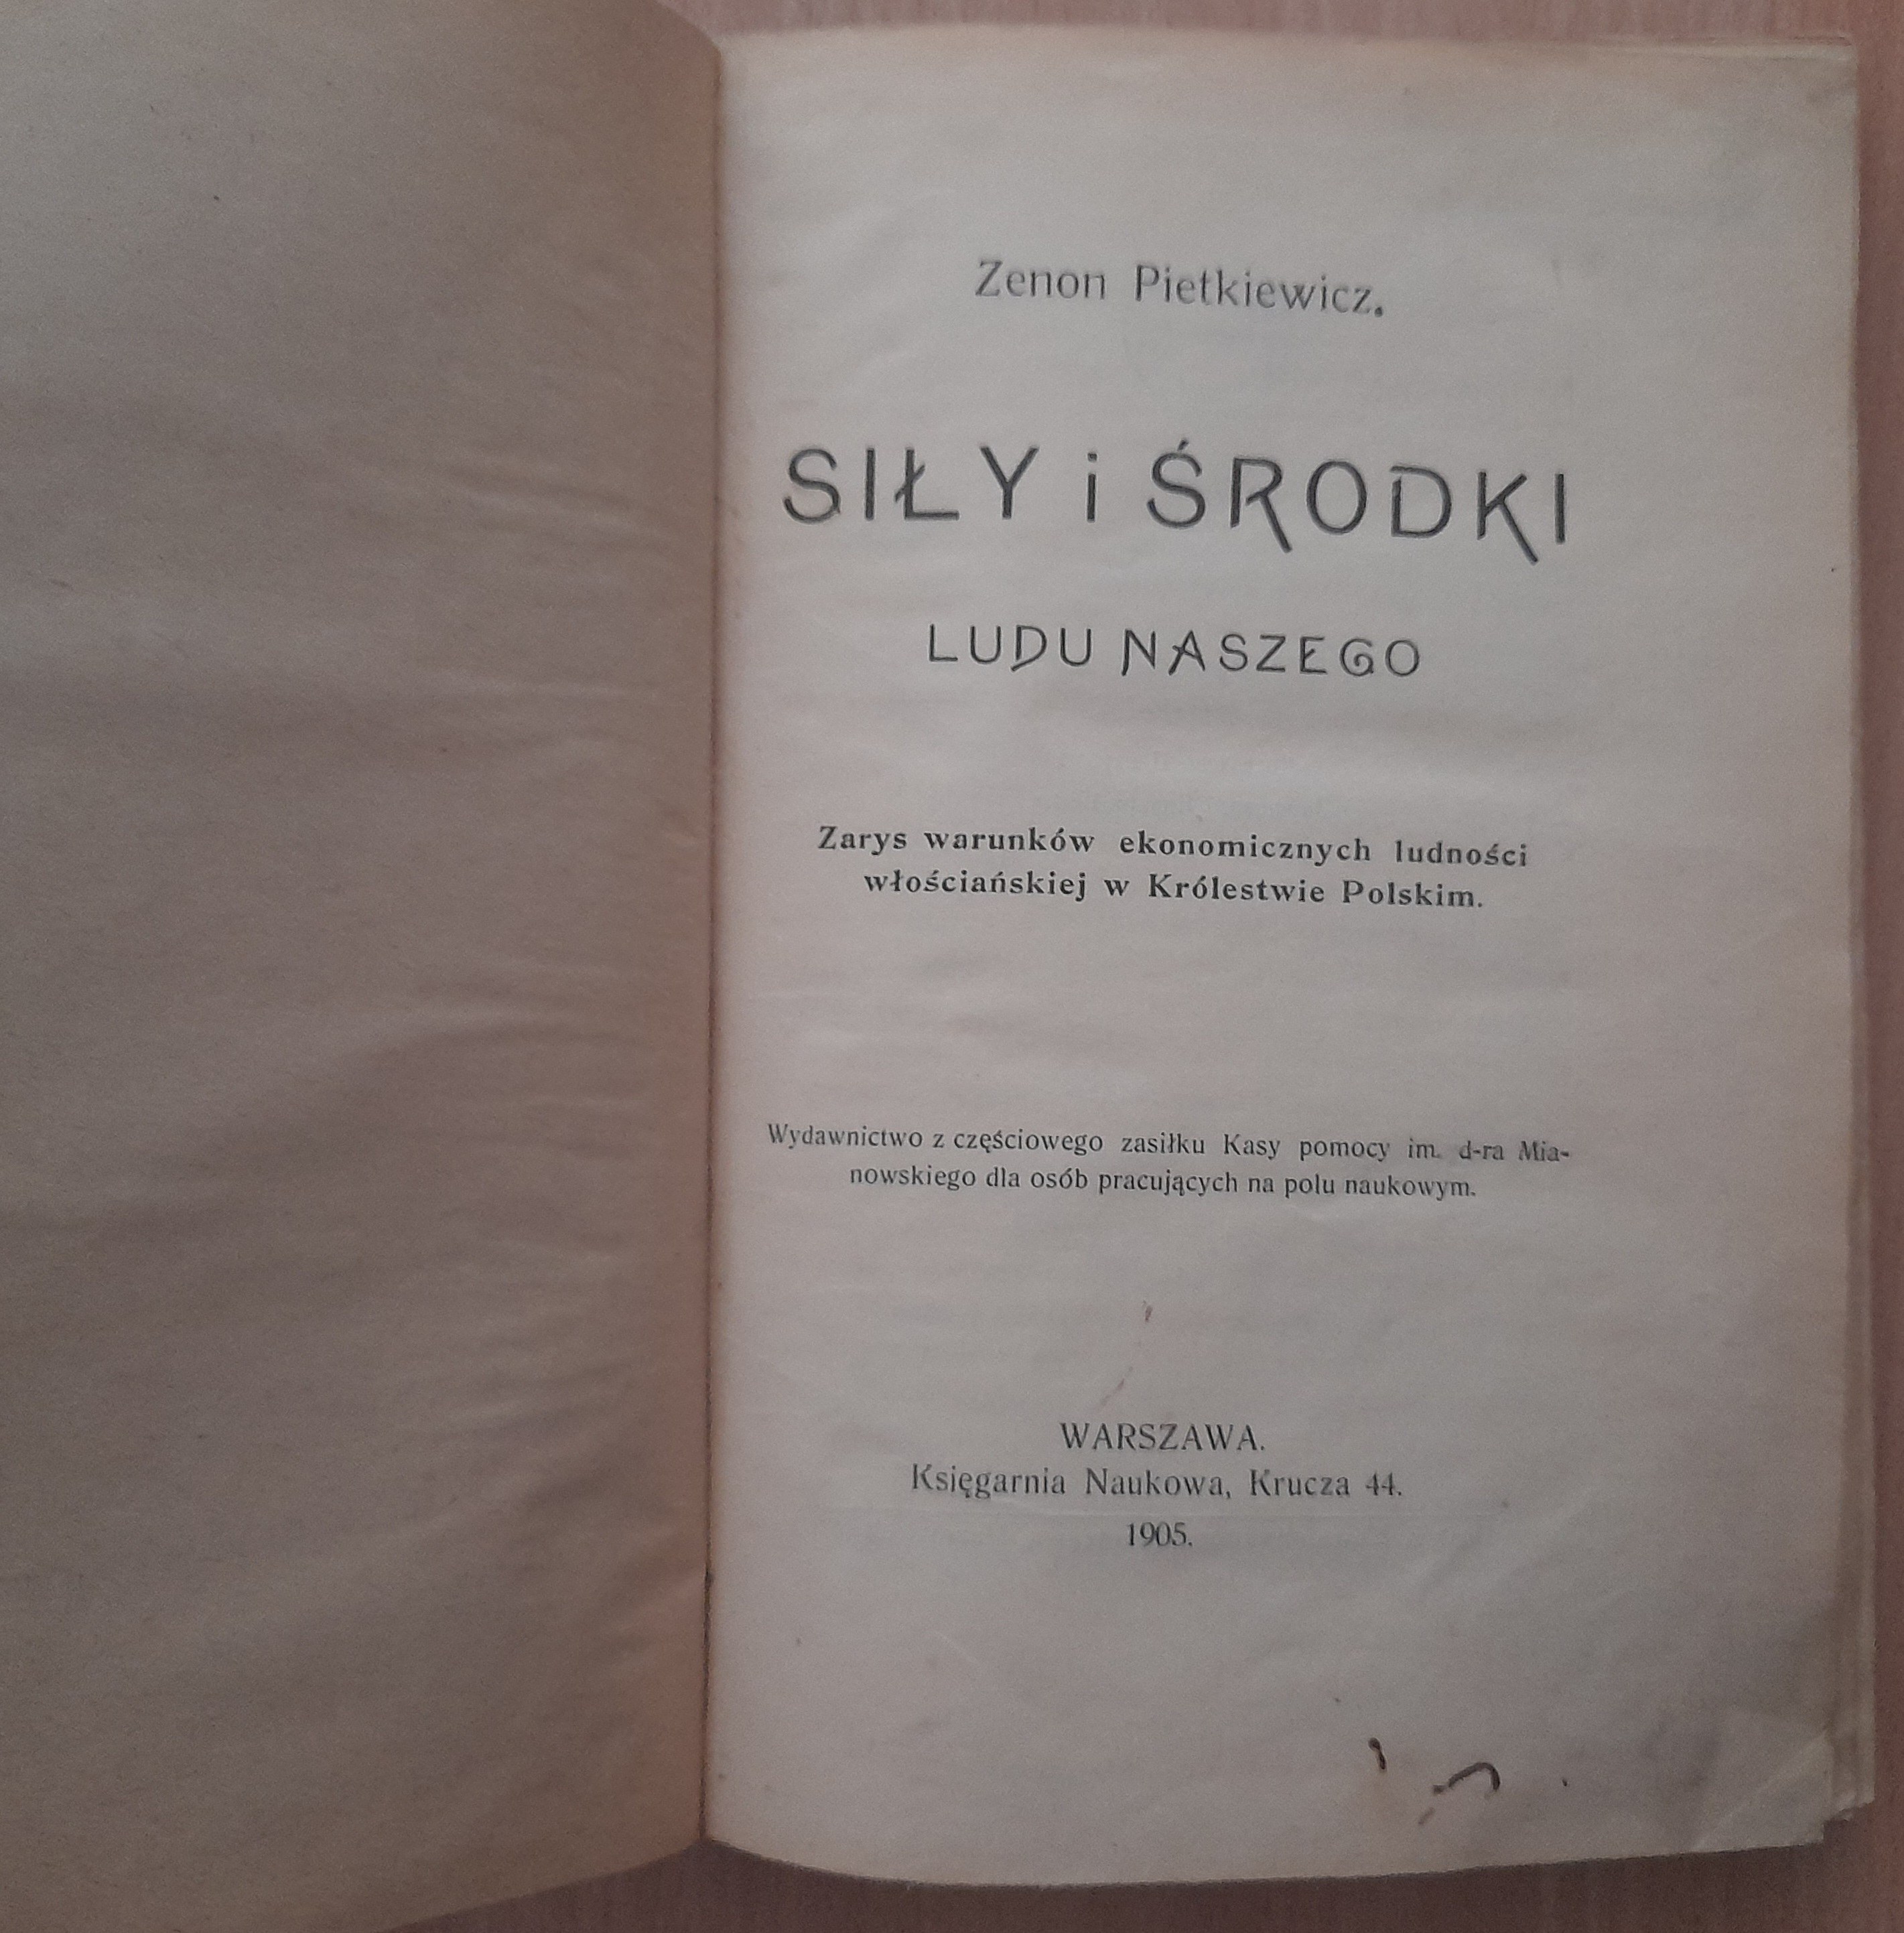 Zenon Pietkiewicz.
SIŁY i ŚRODKI
LUDU NASZEGO
Zarys warunków ekonomicznych ludności
włościańskiej w Królestwie Polskim.
Wydawnictwo z częściowego zasiłku Kasy pomocy im. d-ra Mia-
nowskiego dla osób pracujących na polu naukowym.
WARSZAWA.
Księgarnia Naukowa, Krucza 44.
1905.